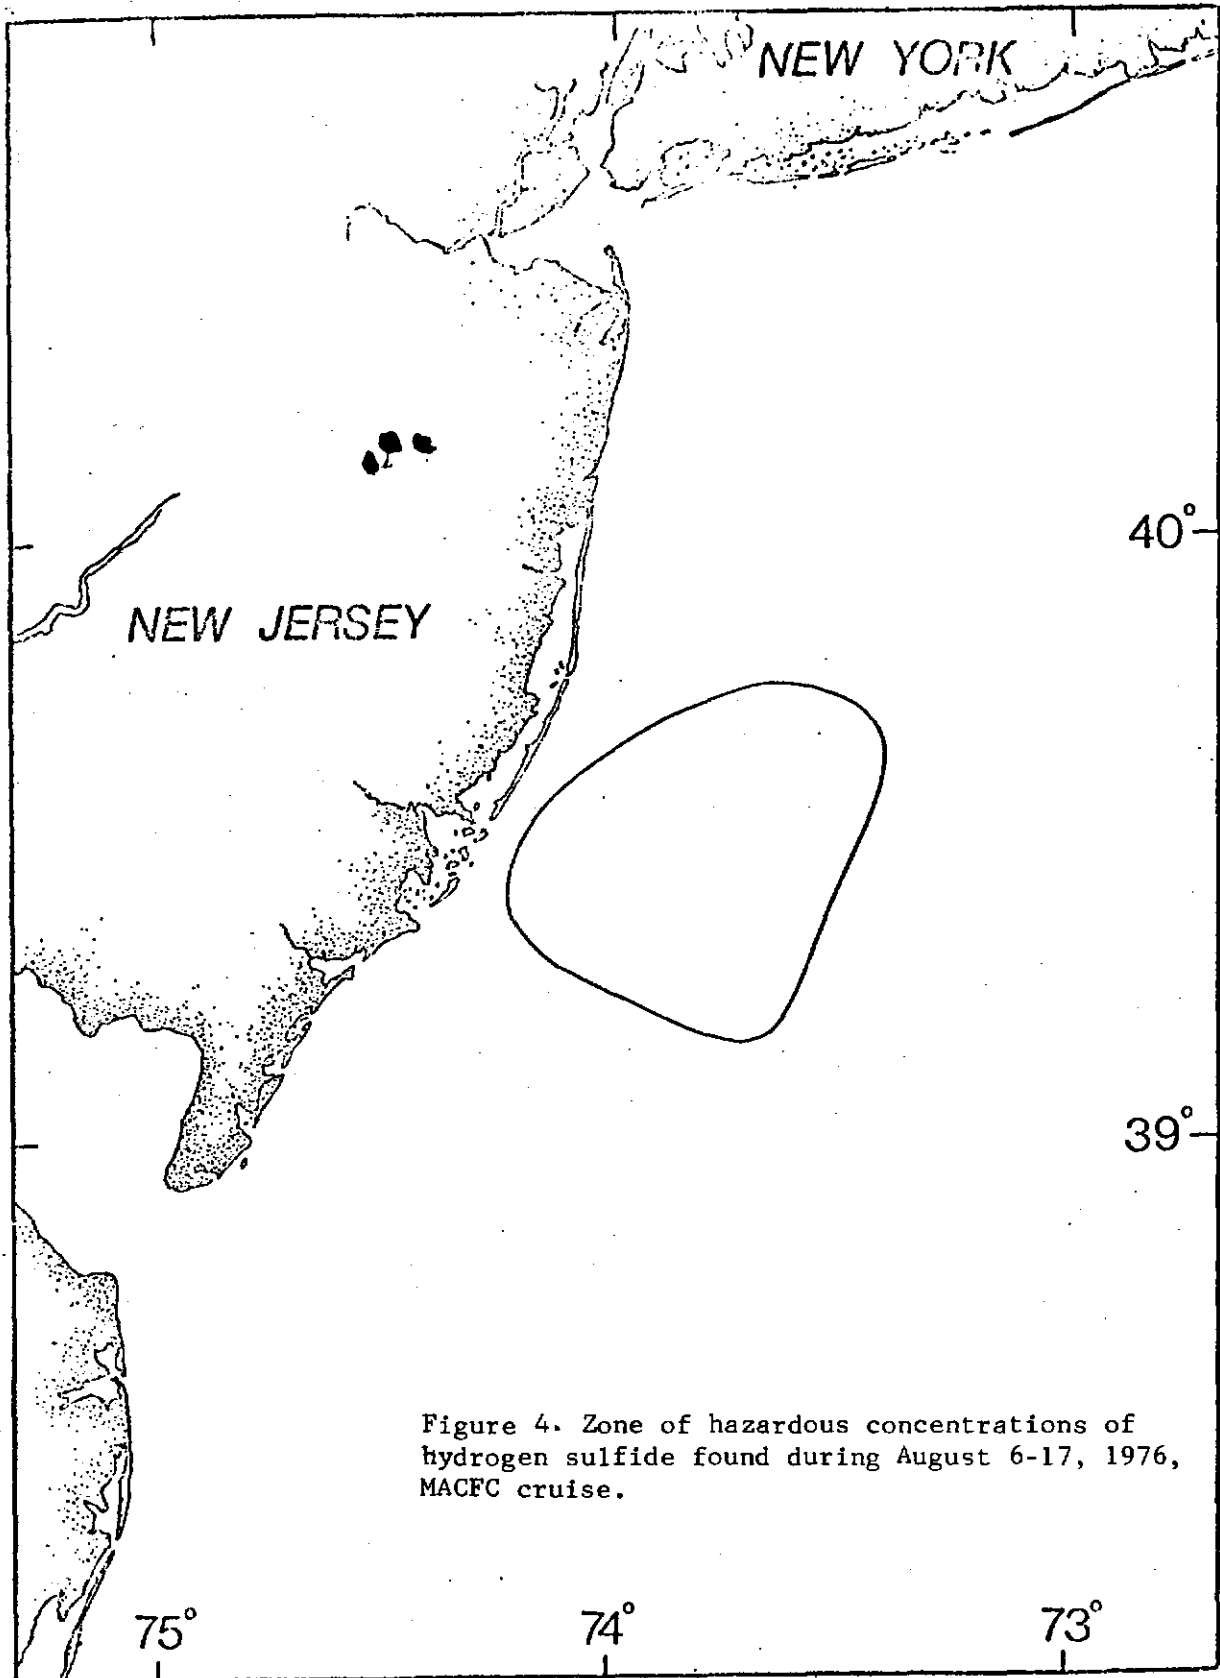 NEW YORK
40°
NEW JERSEY
39°
Figure 4. Zone of hazardous concentrations of
hydrogen sulfide found during August 6-17, 1976,
MACFC cruise.
75° 74° 73°